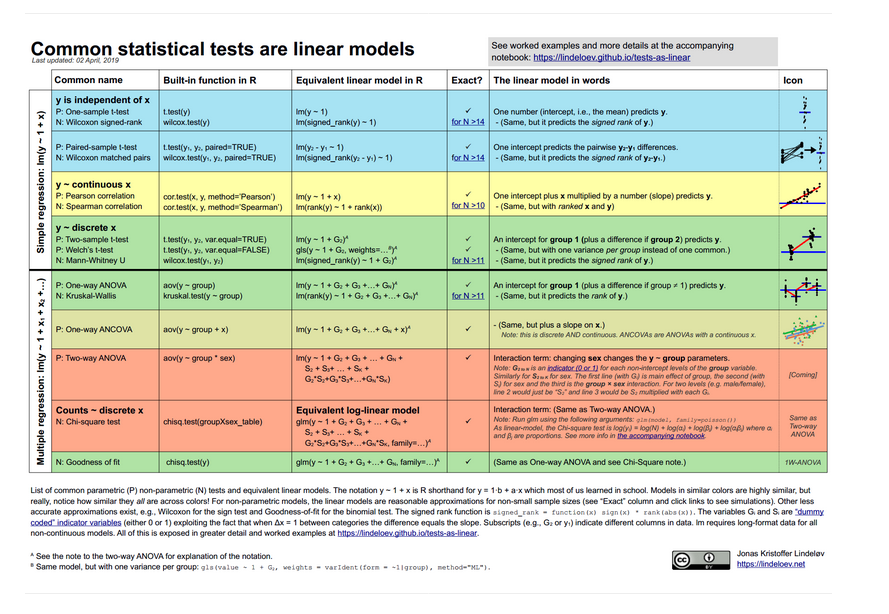 Common statistical tests are linear models
Last updated: 02 April, 2019
See worked examples and more details at the accompanying
notebook: https://lindeloev.github.io/tests-as-linear
Common name Built-in function in R Equivalent linear model in R Exact? The linear model in words Icon
Simple regression: lm(y ~ 1 + x)
y is independent of x
P: One-sample t-test t.test(y) lm(y ~ 1) ✓ One number (intercept, i.e., the mean) predicts y.
N: Wilcoxon signed-rank wilcox.test(y) lm(signed_rank(y) ~ 1) for N >14 - (Same, but it predicts the signed rank of y.)
P: Paired-sample t-test t.test(y₁, y₂, paired=TRUE) lm(y₂ - y₁ ~ 1) ✓ One intercept predicts the pairwise y₂-y₁ differences.
N: Wilcoxon matched pairs wilcox.test(y₁, y₂, paired=TRUE) lm(signed_rank(y₂ - y₁) ~ 1) for N >14 - (Same, but it predicts the signed rank of y₂-y₁.)
y ~ continuous x
P: Pearson correlation cor.test(x, y, method='Pearson') lm(y ~ 1 + x) ✓ One intercept plus x multiplied by a number (slope) predicts y.
N: Spearman correlation cor.test(x, y, method='Spearman') lm(rank(y) ~ 1 + rank(x)) for N >10 - (Same, but with ranked x and y)
y ~ discrete x
P: Two-sample t-test t.test(y₁, y₂, var.equal=TRUE) lm(y ~ 1 + G₂)ᴬ ✓ An intercept for group 1 (plus a difference if group 2) predicts y.
P: Welch's t-test t.test(y₁, y₂, var.equal=FALSE) gls(y ~ 1 + G₂, weights=…ᴮ)ᴬ ✓ - (Same, but with one variance per group instead of one common.)
N: Mann-Whitney U wilcox.test(y₁, y₂) lm(signed_rank(y) ~ 1 + G₂)ᴬ for N >11 - (Same, but it predicts the signed rank of y.)
Multiple regression: lm(y ~ 1 + x₁ + x₂ +…)
P: One-way ANOVA aov(y ~ group) lm(y ~ 1 + G₂ + G₃ +…+ Gₙ)ᴬ ✓ An intercept for group 1 (plus a difference if group ≠ 1) predicts y.
N: Kruskal-Wallis kruskal.test(y ~ group) lm(rank(y) ~ 1 + G₂ + G₃ +…+ Gₙ)ᴬ for N >11 - (Same, but it predicts the rank of y.)
P: One-way ANCOVA aov(y ~ group + x) lm(y ~ 1 + G₂ + G₃ +…+ Gₙ + x)ᴬ ✓ - (Same, but plus a slope on x.)
Note: this is discrete AND continuous. ANCOVAs are ANOVAs with a continuous x.
P: Two-way ANOVA aov(y ~ group * sex) lm(y ~ 1 + G₂ + G₃ + … + Gₙ + ✓ Interaction term: changing sex changes the y ~ group parameters.
S₂ + S₃ + … + Sₖ + Note: G₂ ₜₒ ₙ is an indicator (0 or 1) for each non-intercept levels of the group variable.
G₂*S₂+G₃*S₃+…+Gₙ*Sₖ) Similarly for S₂ ₜₒ ₖ for sex. The first line (with Gᵢ) is main effect of group, the second (with
Sᵢ) for sex and the third is the group × sex interaction. For two levels (e.g. male/female),
line 2 would just be "S₂" and line 3 would be S₂ multiplied with each Gᵢ.
[Coming]
Counts ~ discrete x Equivalent log-linear model Interaction term: (Same as Two-way ANOVA.)
N: Chi-square test chisq.test(groupXsex_table) glm(y ~ 1 + G₂ + G₃ + … + Gₙ + ✓ Note: Run glm using the following arguments: glm(model, family=poisson())
S₂ + S₃ + … + Sₖ + As linear-model, the Chi-square test is log(yᵢ) = log(N) + log(αᵢ) + log(βⱼ) + log(αᵢβⱼ) where αᵢ
G₂*S₂+G₃*S₃+…+Gₙ*Sₖ, family=…)ᴬ and βⱼ are proportions. See more info in the accompanying notebook.
Same as
Two-way
ANOVA
N: Goodness of fit chisq.test(y) glm(y ~ 1 + G₂ + G₃ +…+ Gₙ, family=…)ᴬ ✓ (Same as One-way ANOVA and see Chi-Square note.) 1W-ANOVA
List of common parametric (P) non-parametric (N) tests and equivalent linear models. The notation y ~ 1 + x is R shorthand for y = 1·b + a·x which most of us learned in school. Models in similar colors are highly similar, but
really, notice how similar they all are across colors! For non-parametric models, the linear models are reasonable approximations for non-small sample sizes (see "Exact" column and click links to see simulations). Other less
accurate approximations exist, e.g., Wilcoxon for the sign test and Goodness-of-fit for the binomial test. The signed rank function is signed_rank = function(x) sign(x) * rank(abs(x)). The variables Gᵢ and Sᵢ are "dummy
coded" indicator variables (either 0 or 1) exploiting the fact that when Δx = 1 between categories the difference equals the slope. Subscripts (e.g., G₂ or y₁) indicate different columns in data. lm requires long-format data for all
non-continuous models. All of this is exposed in greater detail and worked examples at https://lindeloev.github.io/tests-as-linear.
ᴬ See the note to the two-way ANOVA for explanation of the notation.
ᴮ Same model, but with one variance per group: gls(value ~ 1 + G₂, weights = varIdent(form = ~1|group), method="ML").
cc BY
Jonas Kristoffer Lindeløv
https://lindeloev.net